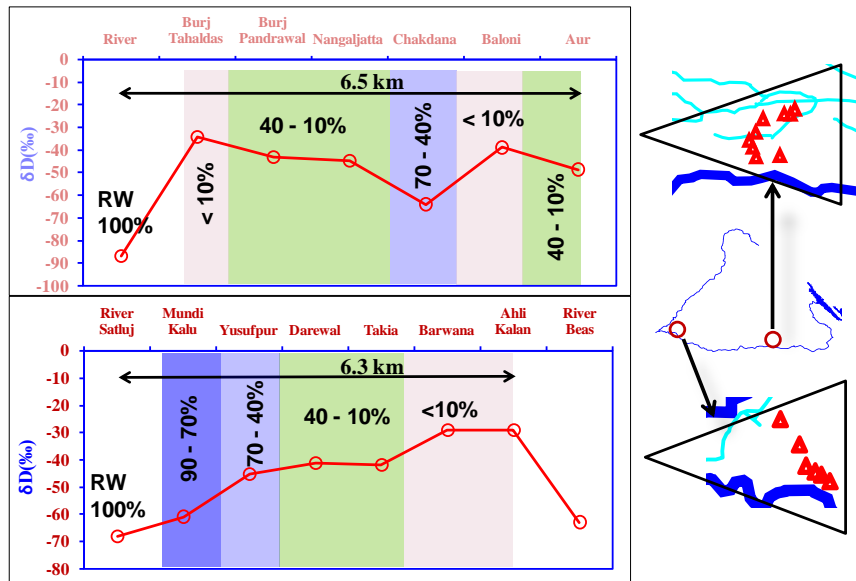 River
Burj
Tahaldas
Burj
Pandrawal
Nangaljatta
Chakdana
Baloni
Aur
0
-10
-20
-30
-40
-50
-60
-70
-80
-90
-100
δD(‰)
6.5 km
RW
100%
< 10%
40 - 10%
70 - 40%
< 10%
40 - 10%
River
Satluj
Mundi
Kalu
Yusufpur
Darewal
Takia
Barwana
Ahli
Kalan
River
Beas
0
-10
-20
-30
-40
-50
-60
-70
-80
δD(‰)
6.3 km
RW
100%
90 - 70%
70 - 40%
40 - 10%
<10%